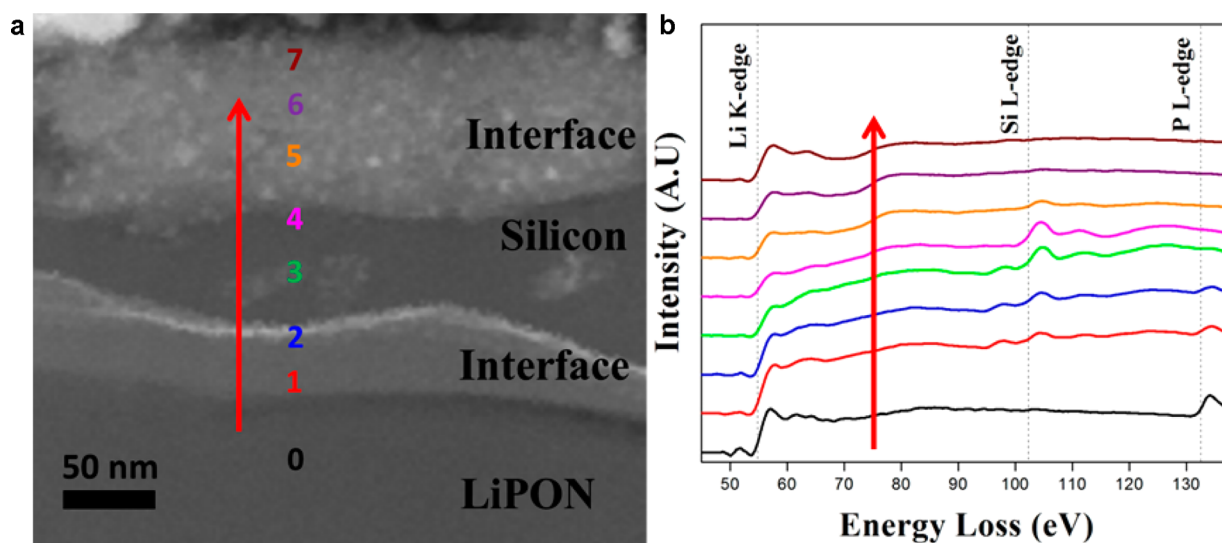 a
7
6
Interface
5
4
Silicon
3
2
Interface
1
0
50 nm
LiPON
b
Li K-edge
Si L-edge
P L-edge
Intensity (A.U)
50 60 70 80 90 100 110 120 130
Energy Loss (eV)